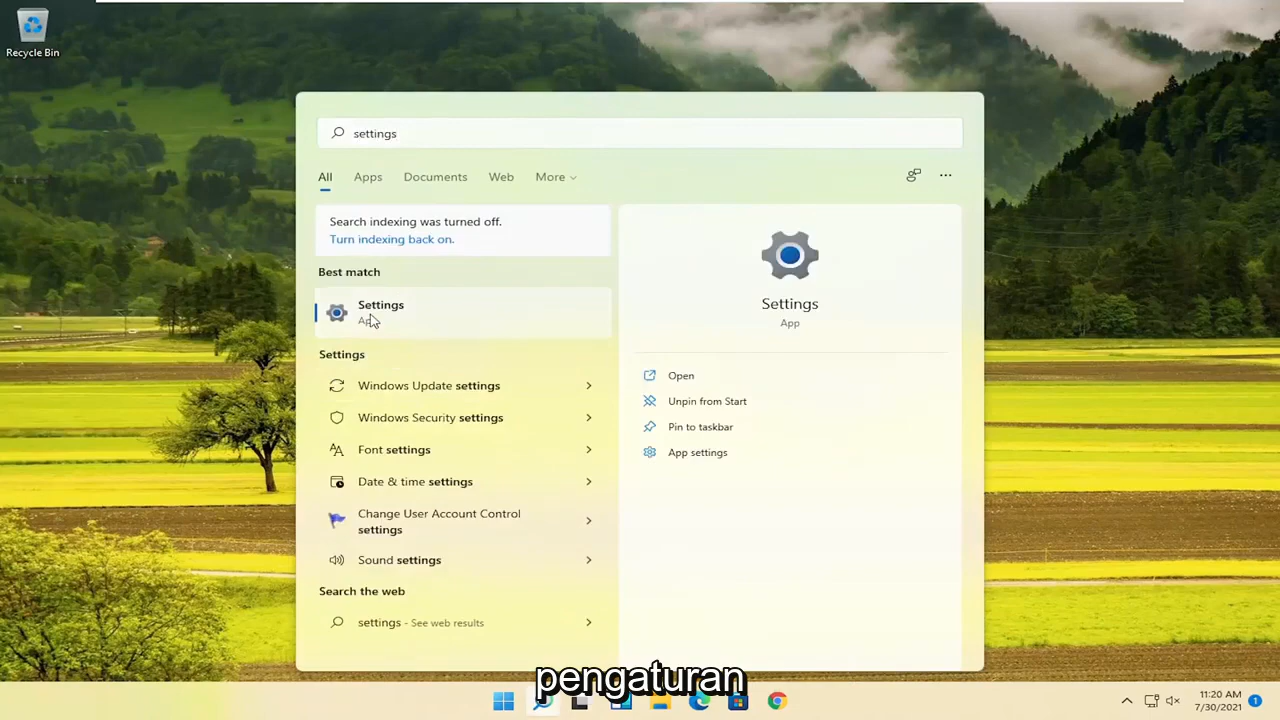 Recycle Bin
settings
All Apps Documents Web More
Search indexing was turned off.
Turn indexing back on.
Best match
Settings
App
Settings
Windows Update settings
Windows Security settings
Font settings
Date & time settings
Change User Account Control
settings
Sound settings
Search the web
settings - See web results
Settings
App
Open
Unpin from Start
Pin to taskbar
App settings
pengaturan
11:20 AM
7/30/2021
1